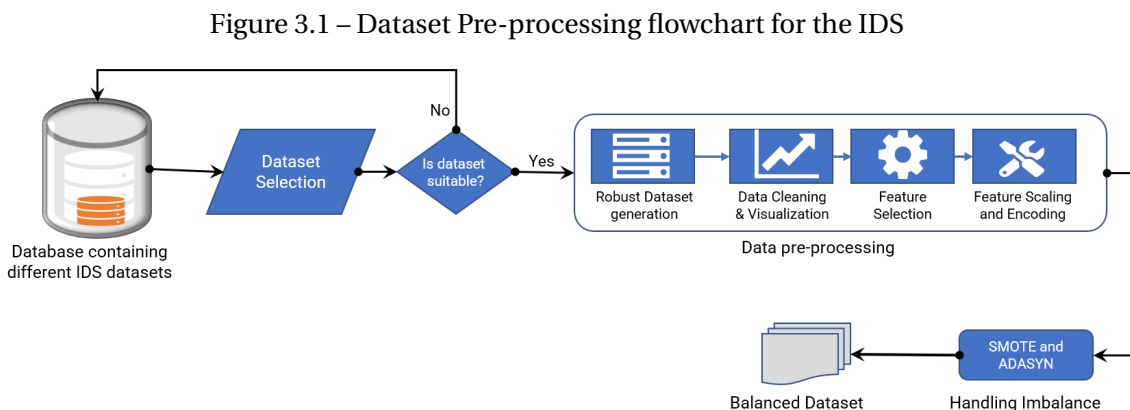 Figure 3.1 – Dataset Pre-processing flowchart for the IDS
No
Dataset
Selection
Is dataset
suitable?
Yes
Robust Dataset
generation
Data Cleaning
& Visualization
Feature
Selection
Feature Scaling
and Encoding
Data pre-processing
Database containing
different IDS datasets
SMOTE and
ADASYN
Balanced Dataset
Handling Imbalance